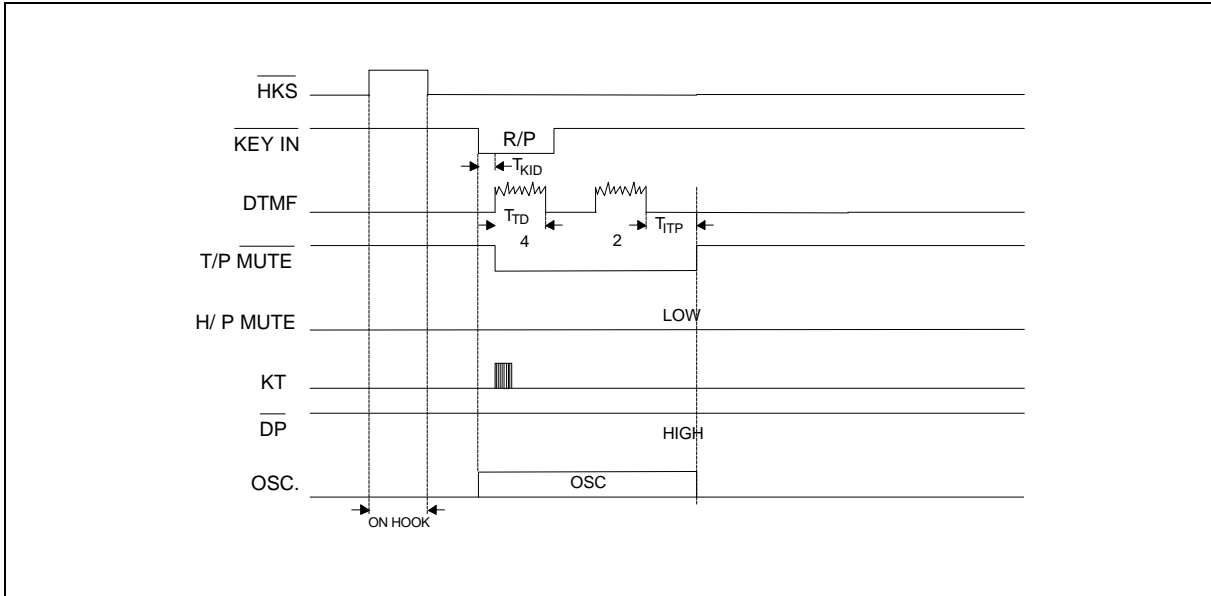 HKS
KEY IN
R/P
TKID
DTMF
TTD
4
2
TITP
T/P MUTE
H/ P MUTE
LOW
KT
DP
HIGH
OSC.
OSC
ON HOOK